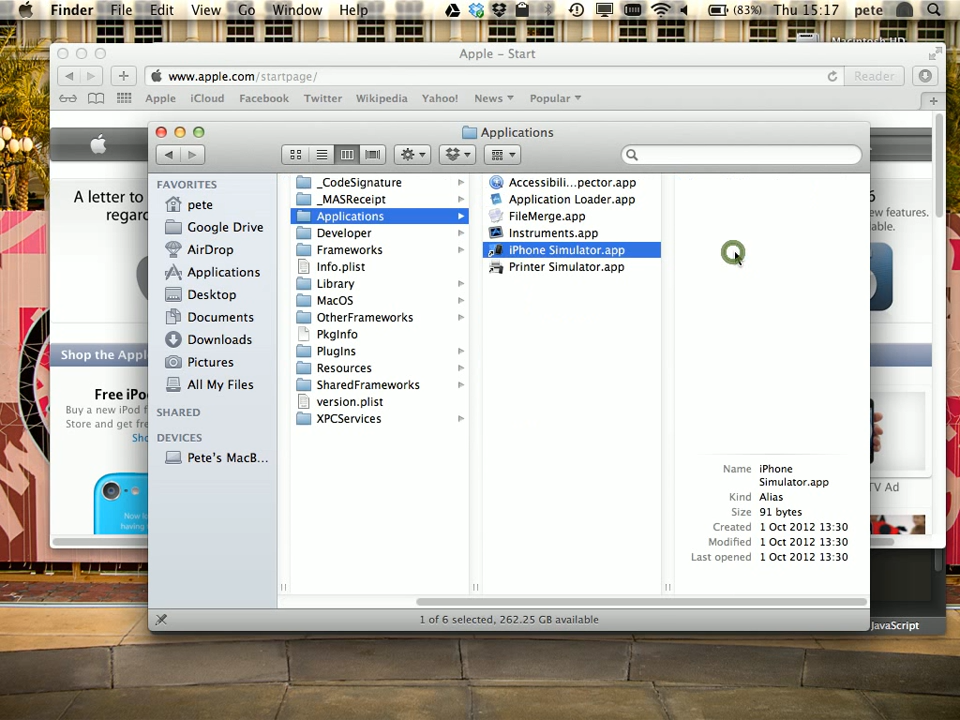 Finder File Edit View Go Window Help (83%) Thu 15:17 pete
Macintosh HD
Apple – Start
www.apple.com/startpage/ Reader
Apple iCloud Facebook Twitter Wikipedia Yahoo! News Popular
A letter to
regar
6
new features.
able.
Shop the Appl
Free iPo
Buy a new iPod f
Store and get fre
Sho
TV Ad
JavaScript
Applications
FAVORITES
pete
Google Drive
AirDrop
Applications
Desktop
Documents
Downloads
Pictures
All My Files
SHARED
DEVICES
Pete's MacB...
_CodeSignature
_MASReceipt
Applications
Developer
Frameworks
Info.plist
Library
MacOS
OtherFrameworks
PkgInfo
PlugIns
Resources
SharedFrameworks
version.plist
XPCServices
Accessibili...pector.app
Application Loader.app
FileMerge.app
Instruments.app
iPhone Simulator.app
Printer Simulator.app
Name iPhone
Simulator.app
Kind Alias
Size 91 bytes
Created 1 Oct 2012 13:30
Modified 1 Oct 2012 13:30
Last opened 1 Oct 2012 13:30
1 of 6 selected, 262.25 GB available